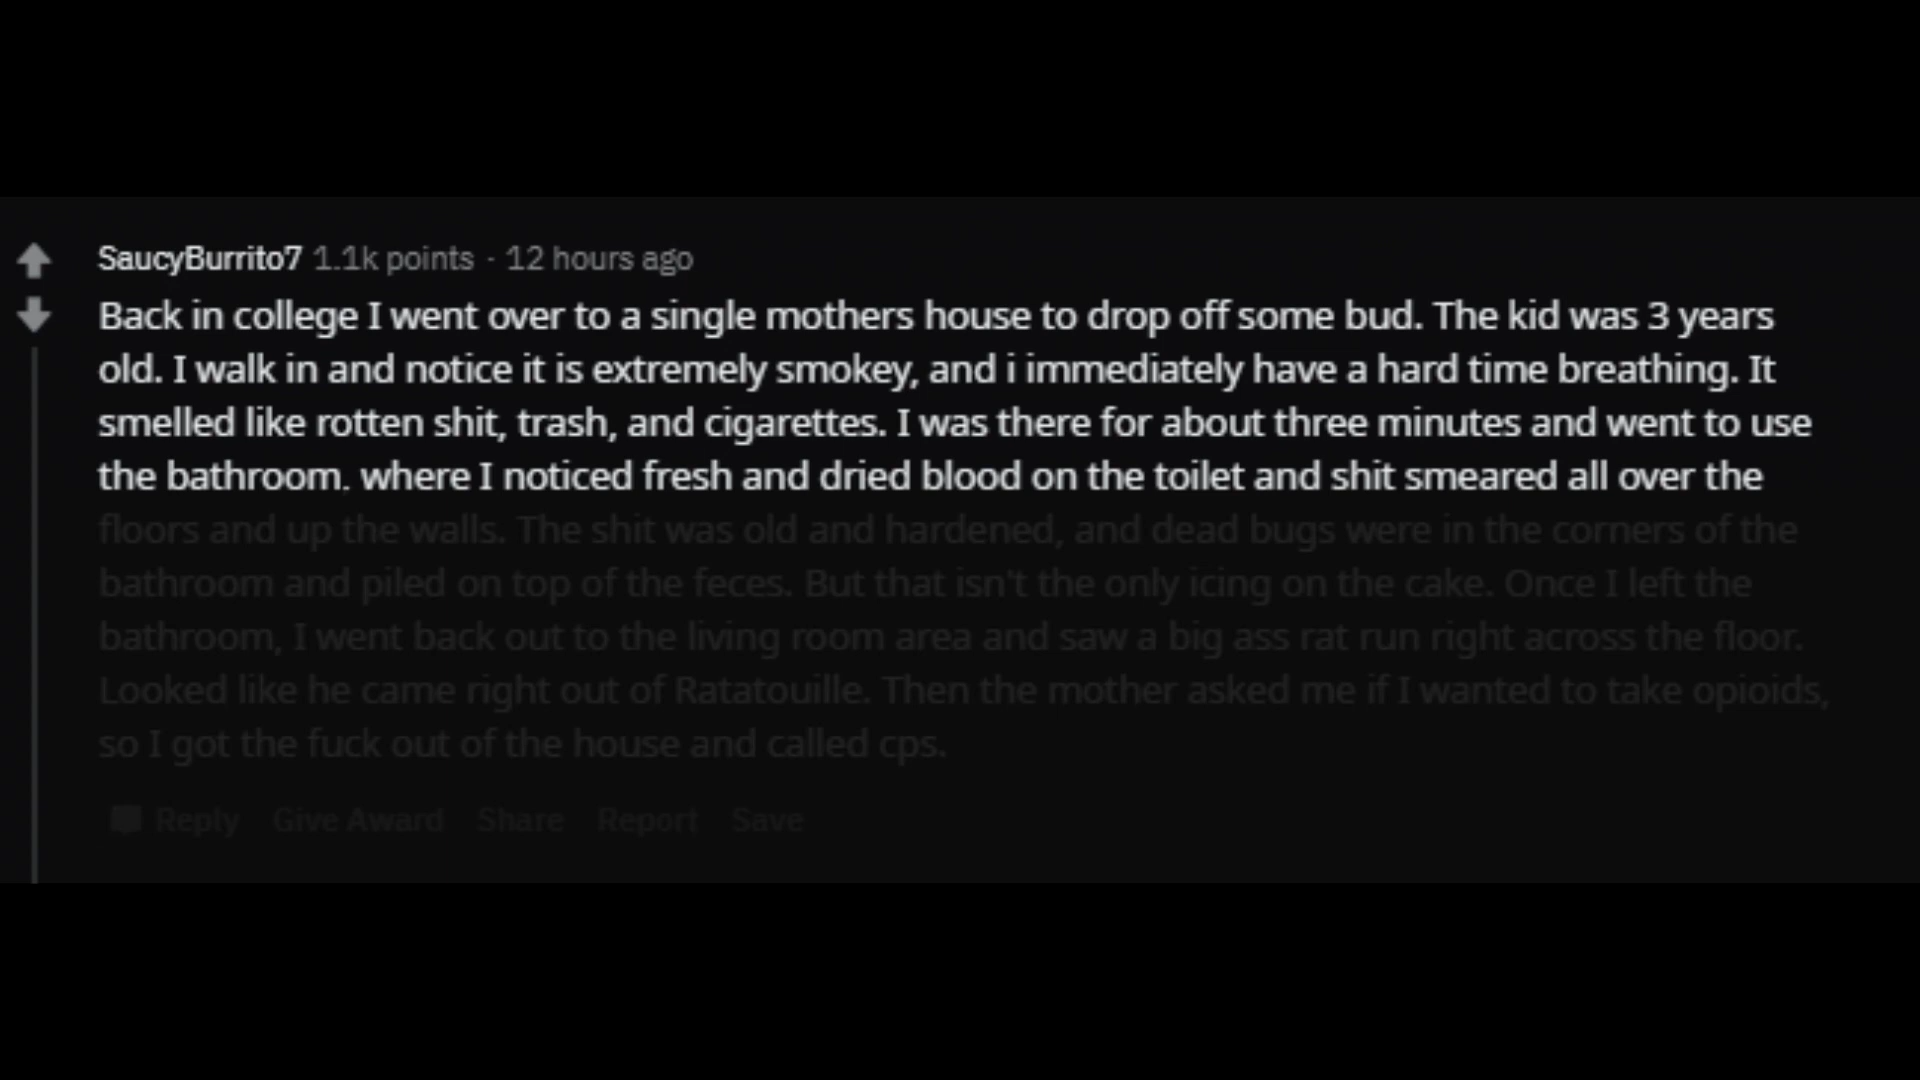 SaucyBurrito7 1.1k points · 12 hours ago
Back in college I went over to a single mothers house to drop off some bud. The kid was 3 years
old. I walk in and notice it is extremely smokey, and i immediately have a hard time breathing. It
smelled like rotten shit, trash, and cigarettes. I was there for about three minutes and went to use
the bathroom. where I noticed fresh and dried blood on the toilet and shit smeared all over the
floors and up the walls. The shit was old and hardened, and dead bugs were in the corners of the
bathroom and piled on top of the feces. But that isn't the only icing on the cake. Once I left the
bathroom, I went back out to the living room area and saw a big ass rat run right across the floor.
Looked like he came right out of Ratatouille. Then the mother asked me if I wanted to take opioids,
so I got the fuck out of the house and called cps.
Reply Give Award Share Report Save